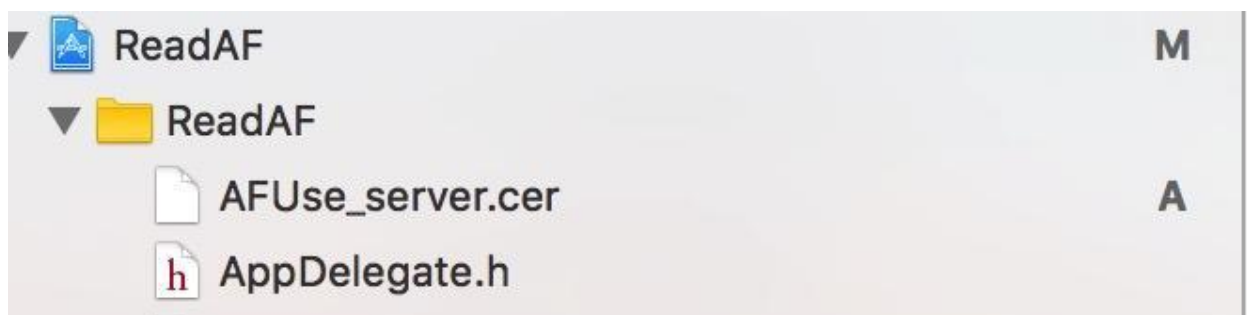 ReadAF M
ReadAF
AFUse_server.cer A
h AppDelegate.h